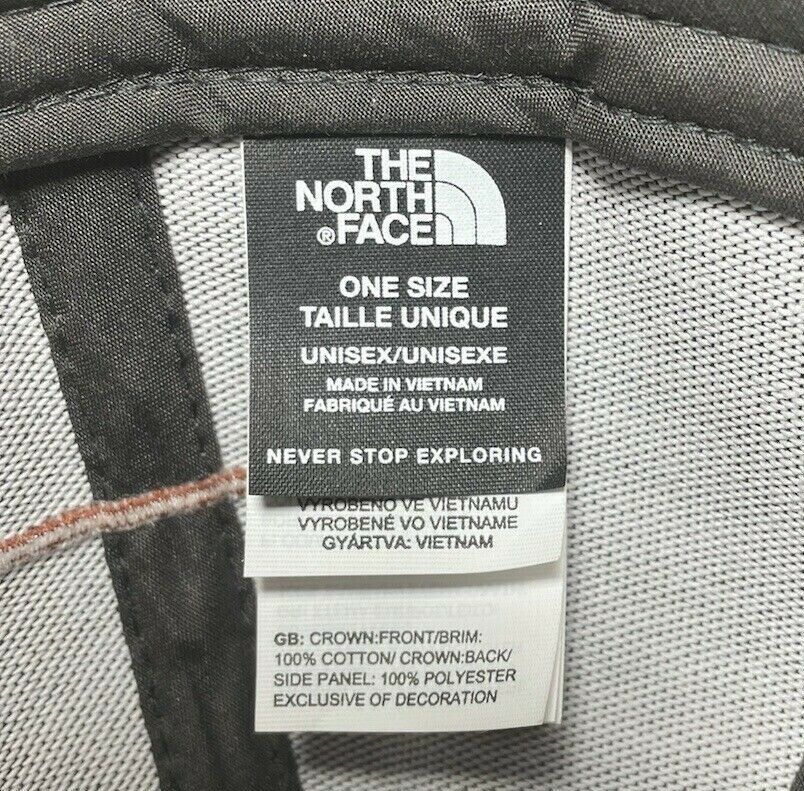 THE
NORTH
®FACE
ONE SIZE
TAILLE UNIQUE
UNISEX/UNISEXE
MADE IN VIETNAM
FABRIQUÉ AU VIETNAM
NEVER STOP EXPLORING
VYROBENO VE VIETNAMU
VYROBENÉ VO VIETNAME
GYÁRTVA: VIETNAM
GB: CROWN:FRONT/BRIM:
100% COTTON/ CROWN:BACK/
SIDE PANEL: 100% POLYESTER
EXCLUSIVE OF DECORATION